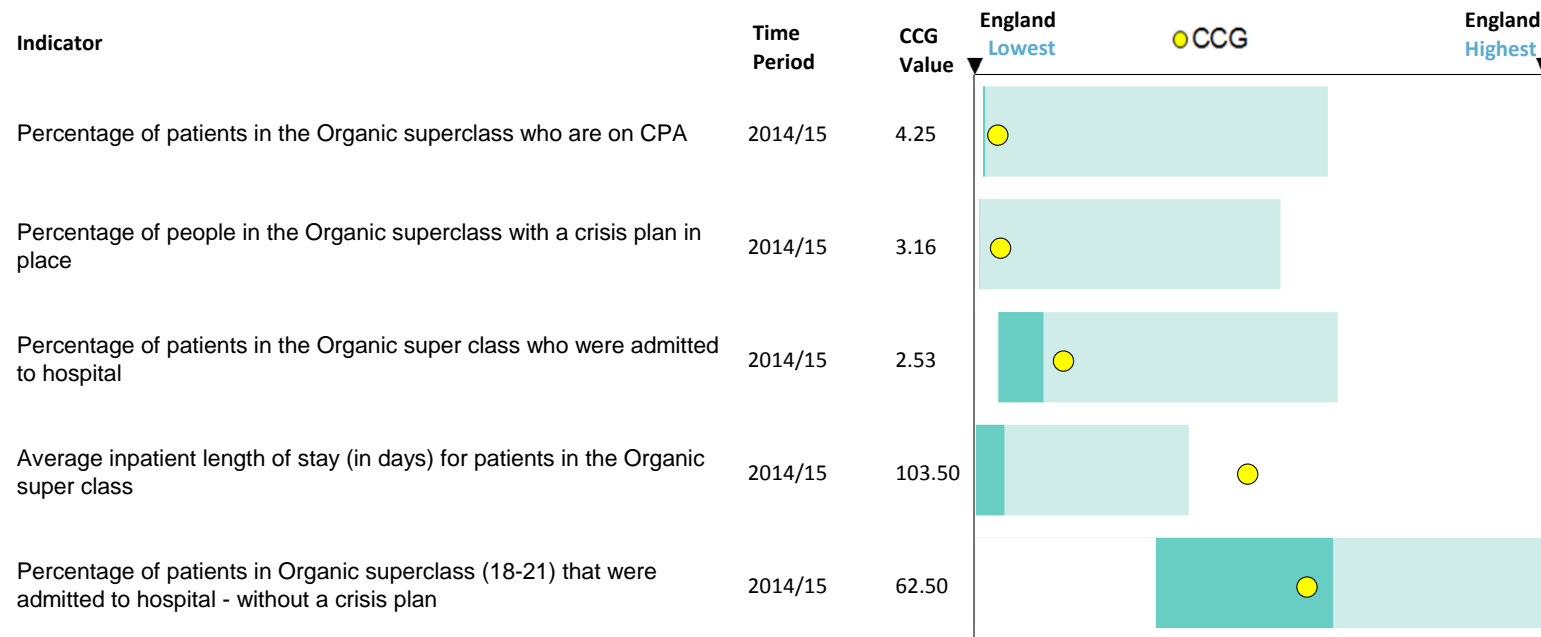 Indicator
Time Period
CCG Value
England Lowest
CCG
England Highest
Percentage of patients in the Organic superclass who are on CPA
2014/15
4.25
Percentage of people in the Organic superclass with a crisis plan in
place
2014/15
3.16
Percentage of patients in the Organic super class who were admitted
to hospital
2014/15
2.53
Average inpatient length of stay (in days) for patients in the Organic
super class
2014/15
103.50
Percentage of patients in Organic superclass (18-21) that were
admitted to hospital - without a crisis plan
2014/15
62.50